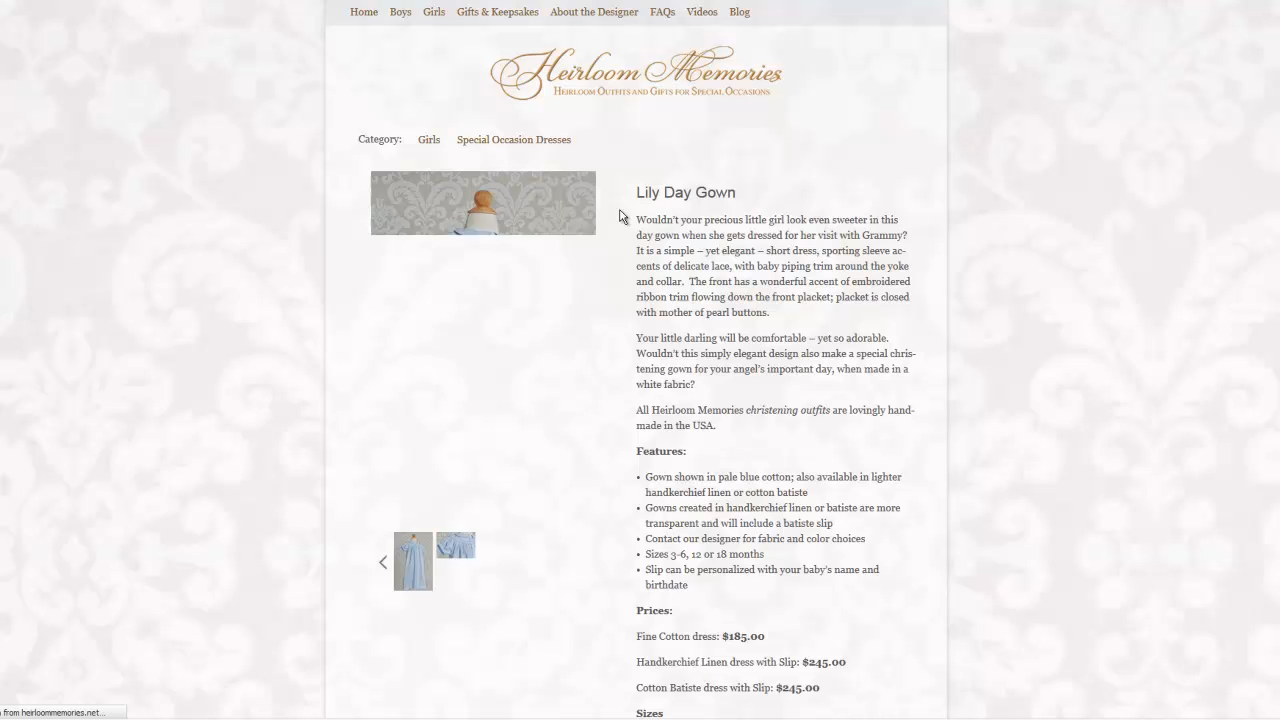 Home Boys Girls Gifts & Keepsakes About the Designer FAQs Videos Blog
Heirloom Memories
Heirloom Outfits and Gifts for Special Occasions
Category: Girls Special Occasion Dresses
Lily Day Gown
Wouldn't your precious little girl look even sweeter in this
day gown when she gets dressed for her visit with Grammy?
It is a simple – yet elegant – short dress, sporting sleeve ac-
cents of delicate lace, with baby piping trim around the yoke
and collar. The front has a wonderful accent of embroidered
ribbon trim flowing down the front placket; placket is closed
with mother of pearl buttons.
Your little darling will be comfortable – yet so adorable.
Wouldn't this simply elegant design also make a special chris-
tening gown for your angel's important day, when made in a
white fabric?
All Heirloom Memories christening outfits are lovingly hand-
made in the USA.
Features:
• Gown shown in pale blue cotton; also available in lighter
handkerchief linen or cotton batiste
• Gowns created in handkerchief linen or batiste are more
transparent and will include a batiste slip
• Contact our designer for fabric and color choices
• Sizes 3-6, 12 or 18 months
• Slip can be personalized with your baby's name and
birthdate
Prices:
Fine Cotton dress: $185.00
Handkerchief Linen dress with Slip: $245.00
Cotton Batiste dress with Slip: $245.00
Sizes
from heirloommemories.net...